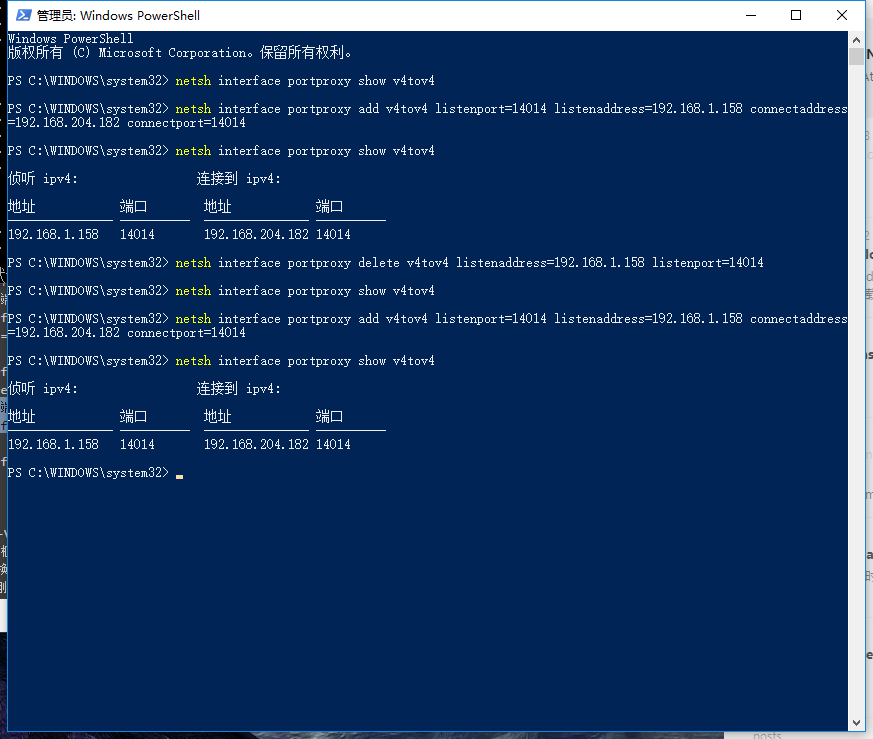 管理员: Windows PowerShell
Windows PowerShell
版权所有 (C) Microsoft Corporation。保留所有权利。
PS C:\WINDOWS\system32> netsh interface portproxy show v4tov4
PS C:\WINDOWS\system32> netsh interface portproxy add v4tov4 listenport=14014 listenaddress=192.168.1.158 connectaddress
=192.168.204.182 connectport=14014
PS C:\WINDOWS\system32> netsh interface portproxy show v4tov4
侦听 ipv4: 连接到 ipv4:
地址 端口 地址 端口
192.168.1.158 14014 192.168.204.182 14014
PS C:\WINDOWS\system32> netsh interface portproxy delete v4tov4 listenaddress=192.168.1.158 listenport=14014
PS C:\WINDOWS\system32> netsh interface portproxy show v4tov4
PS C:\WINDOWS\system32> netsh interface portproxy add v4tov4 listenport=14014 listenaddress=192.168.1.158 connectaddress
=192.168.204.182 connectport=14014
PS C:\WINDOWS\system32> netsh interface portproxy show v4tov4
侦听 ipv4: 连接到 ipv4:
地址 端口 地址 端口
192.168.1.158 14014 192.168.204.182 14014
PS C:\WINDOWS\system32>
posts